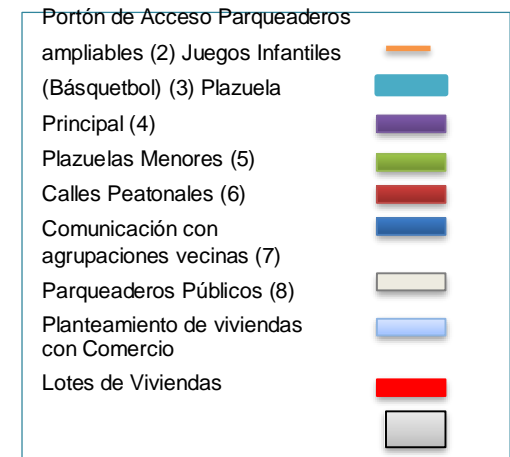 Portón de Acceso Parqueaderos
ampliables (2) Juegos Infantiles
(Básquetbol) (3) Plazuela
Principal (4)
Plazuelas Menores (5)
Calles Peatonales (6)
Comunicación con
agrupaciones vecinas (7)
Parqueaderos Públicos (8)
Planteamiento de viviendas
con Comercio
Lotes de Viviendas